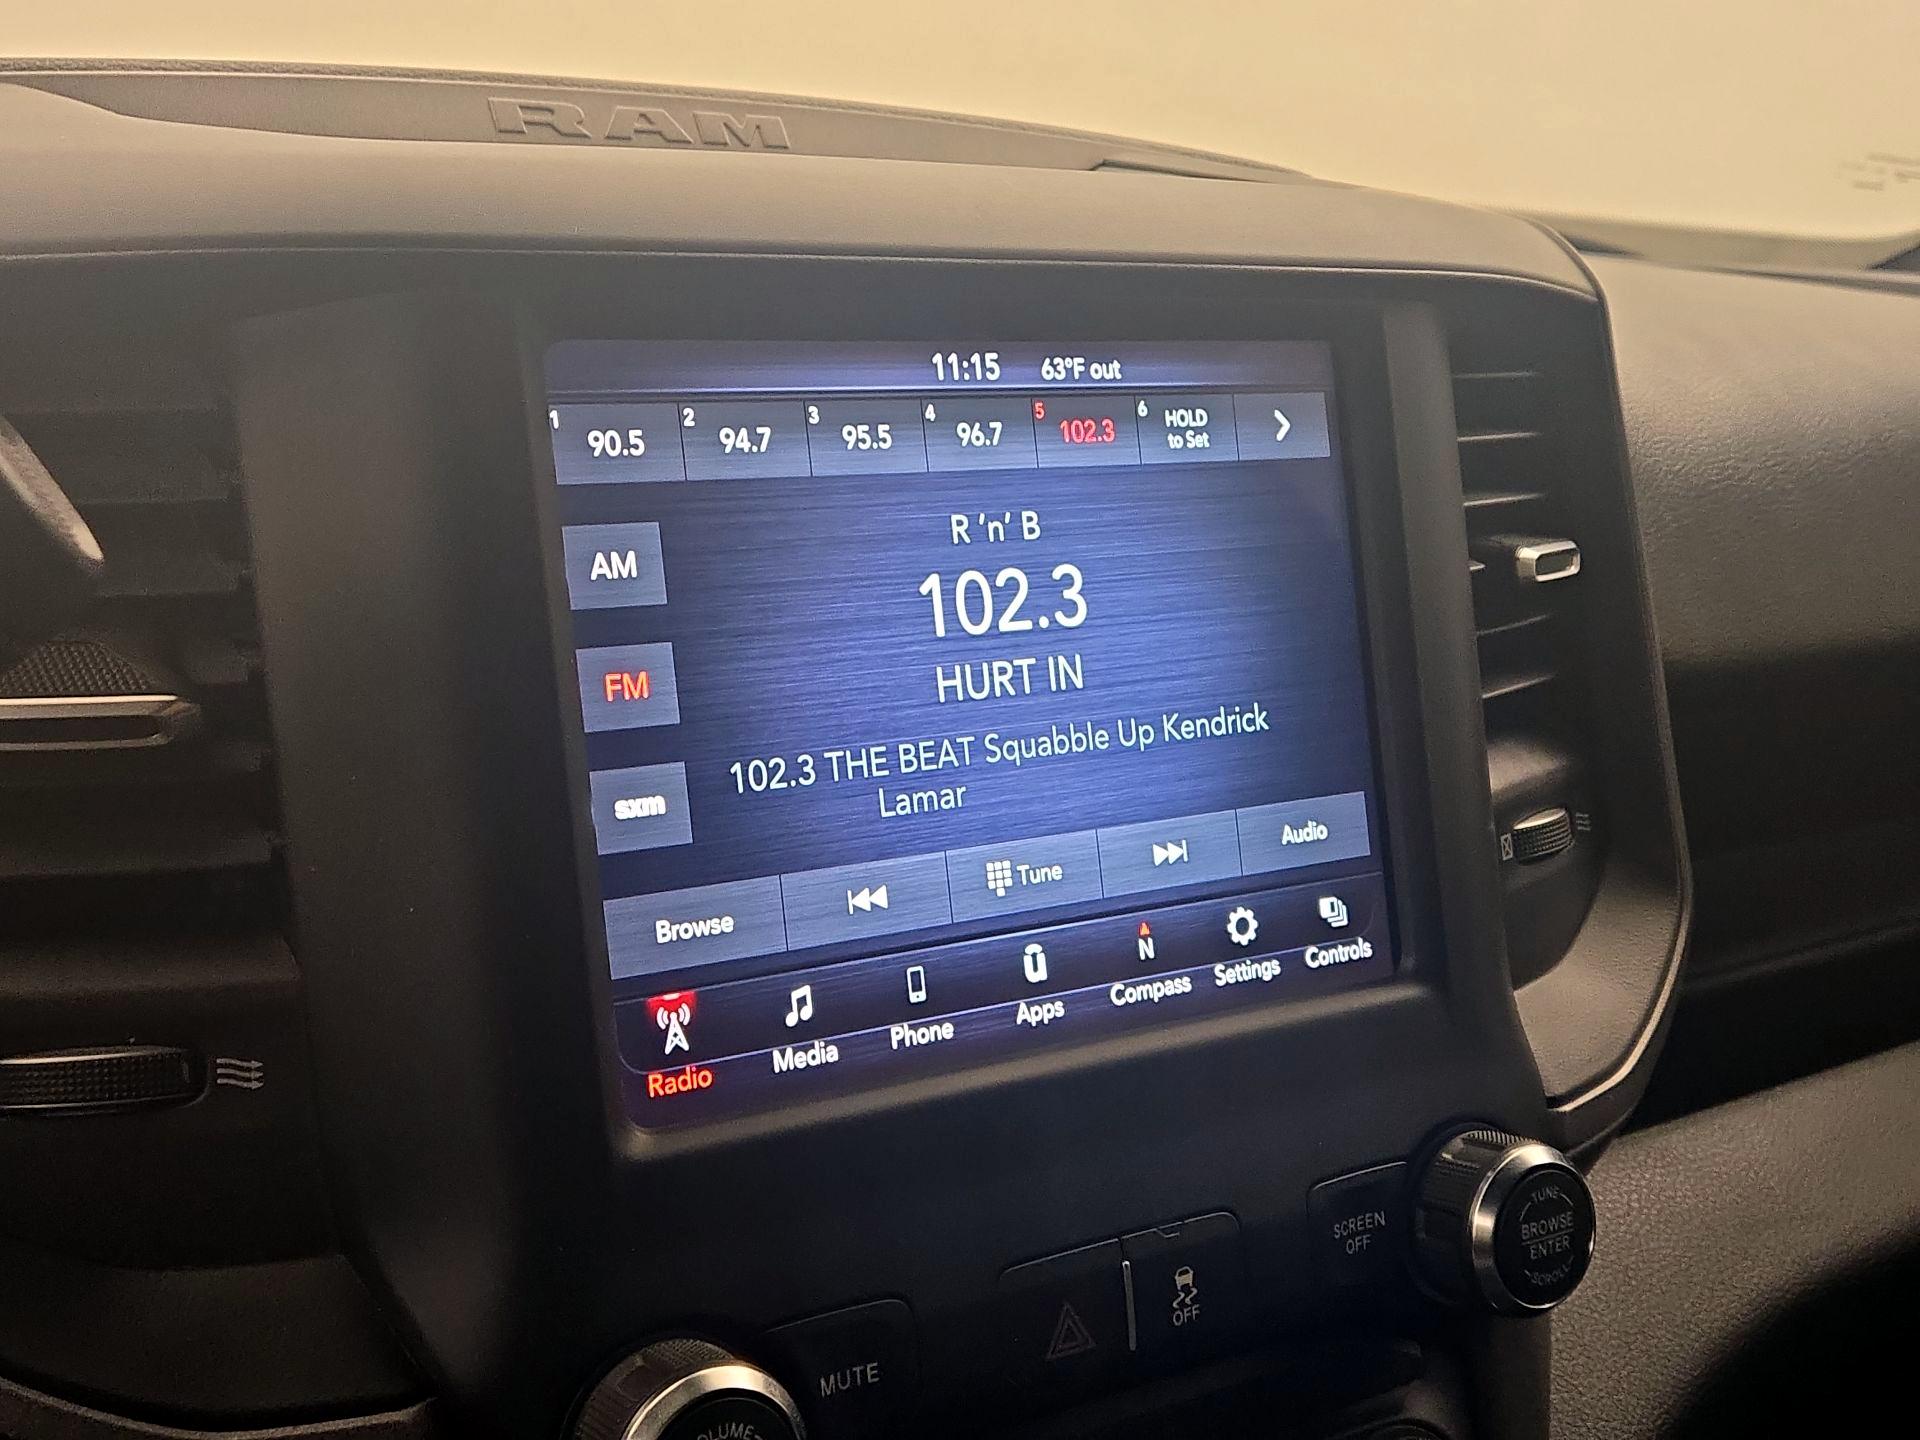 RAM
11:15 63°F out
1 90.5 2 94.7 3 95.5 4 96.7 5 102.3 6 HOLD
to Set
R 'n' B
AM
102.3
FM
HURT IN
102.3 THE BEAT Squabble Up Kendrick
Lamar
sxm
Browse Tune Audio
Radio Media Phone Apps N Compass Settings Controls
SCREEN
OFF
TUNE
BROWSE
ENTER
SCROLL
OFF
MUTE
VOLUME